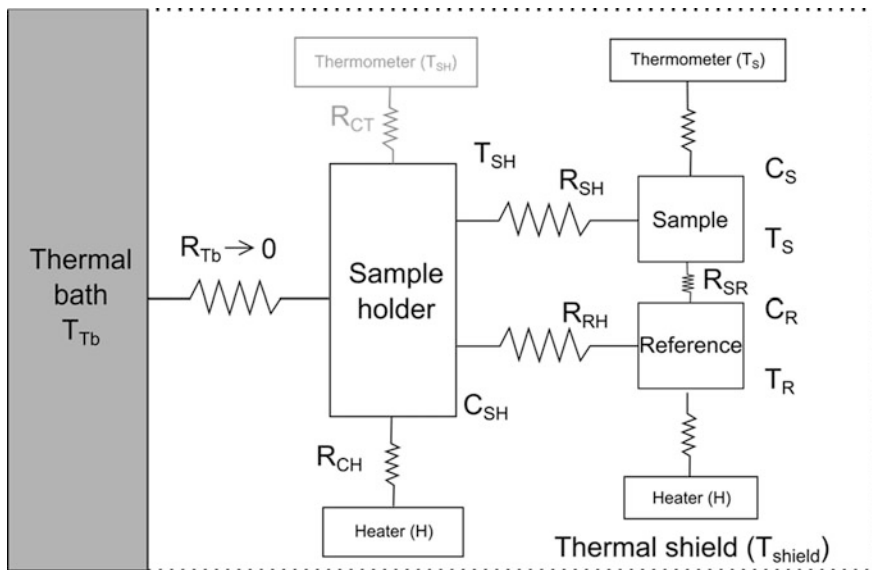 Thermometer (T_SH)
Thermometer (T_S)
R_CT
T_SH
R_SH
C_S
Sample
T_S
R_Tb → 0
Thermal
bath
T_Tb
Sample
holder
R_SR
R_RH
C_R
Reference
T_R
C_SH
R_CH
Heater (H)
Heater (H)
Thermal shield (T_shield)